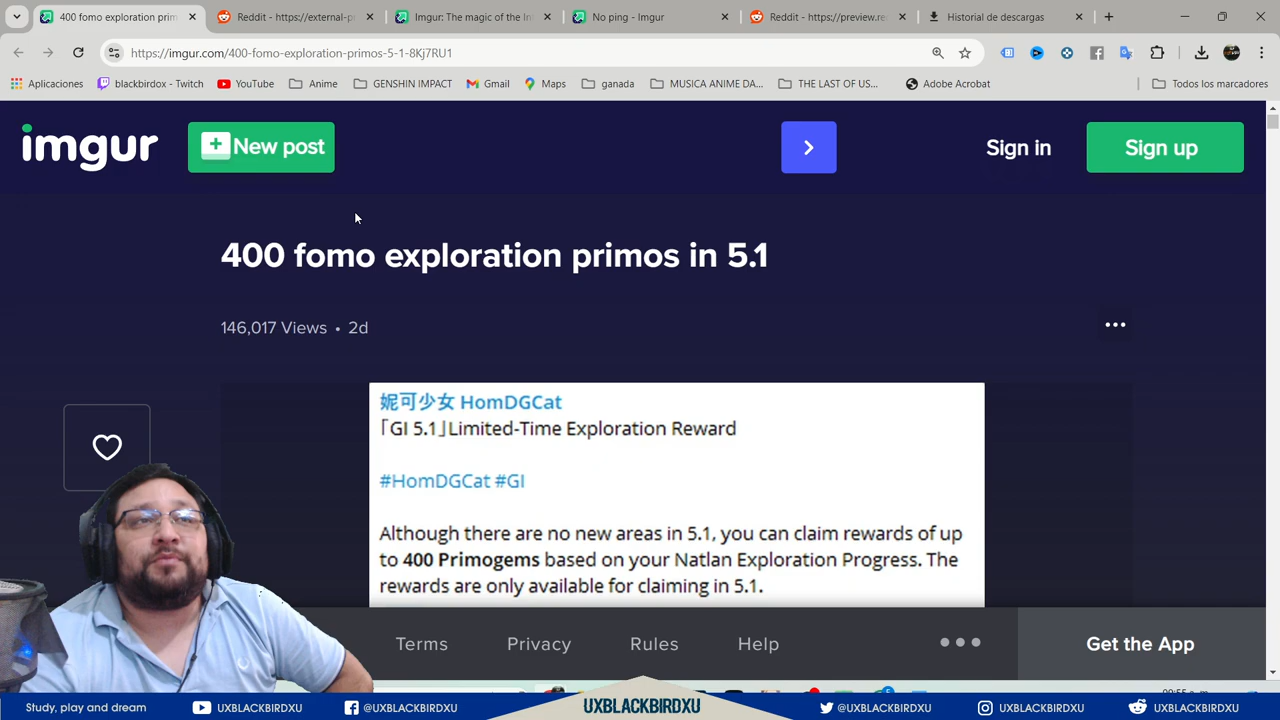 400 fomo exploration prim
Reddit - https://external-p
Imgur: The magic of the In
No ping - Imgur
Reddit - https://preview.re
Historial de descargas
https://imgur.com/400-fomo-exploration-primos-5-1-8Kj7RU1
Aplicaciones
blackbirdox - Twitch
YouTube
Anime
GENSHIN IMPACT
Gmail
Maps
ganada
MUSICA ANIME DA...
THE LAST OF US...
Adobe Acrobat
Todos los marcadores
imgur
New post
Sign in
Sign up
400 fomo exploration primos in 5.1
146,017 Views • 2d
妮可少女 HomDGCat
「GI 5.1」Limited-Time Exploration Reward
#HomDGCat #GI
Although there are no new areas in 5.1, you can claim rewards of up
to 400 Primogems based on your Natlan Exploration Progress. The
rewards are only available for claiming in 5.1.
Terms
Privacy
Rules
Help
Get the App
Study, play and dream
UXBLACKBIRDXU
@UXBLACKBIRDXU
UXBLACKBIRDXU
@UXBLACKBIRDXU
UXBLACKBIRDXU
UXBLACKBIRDXU